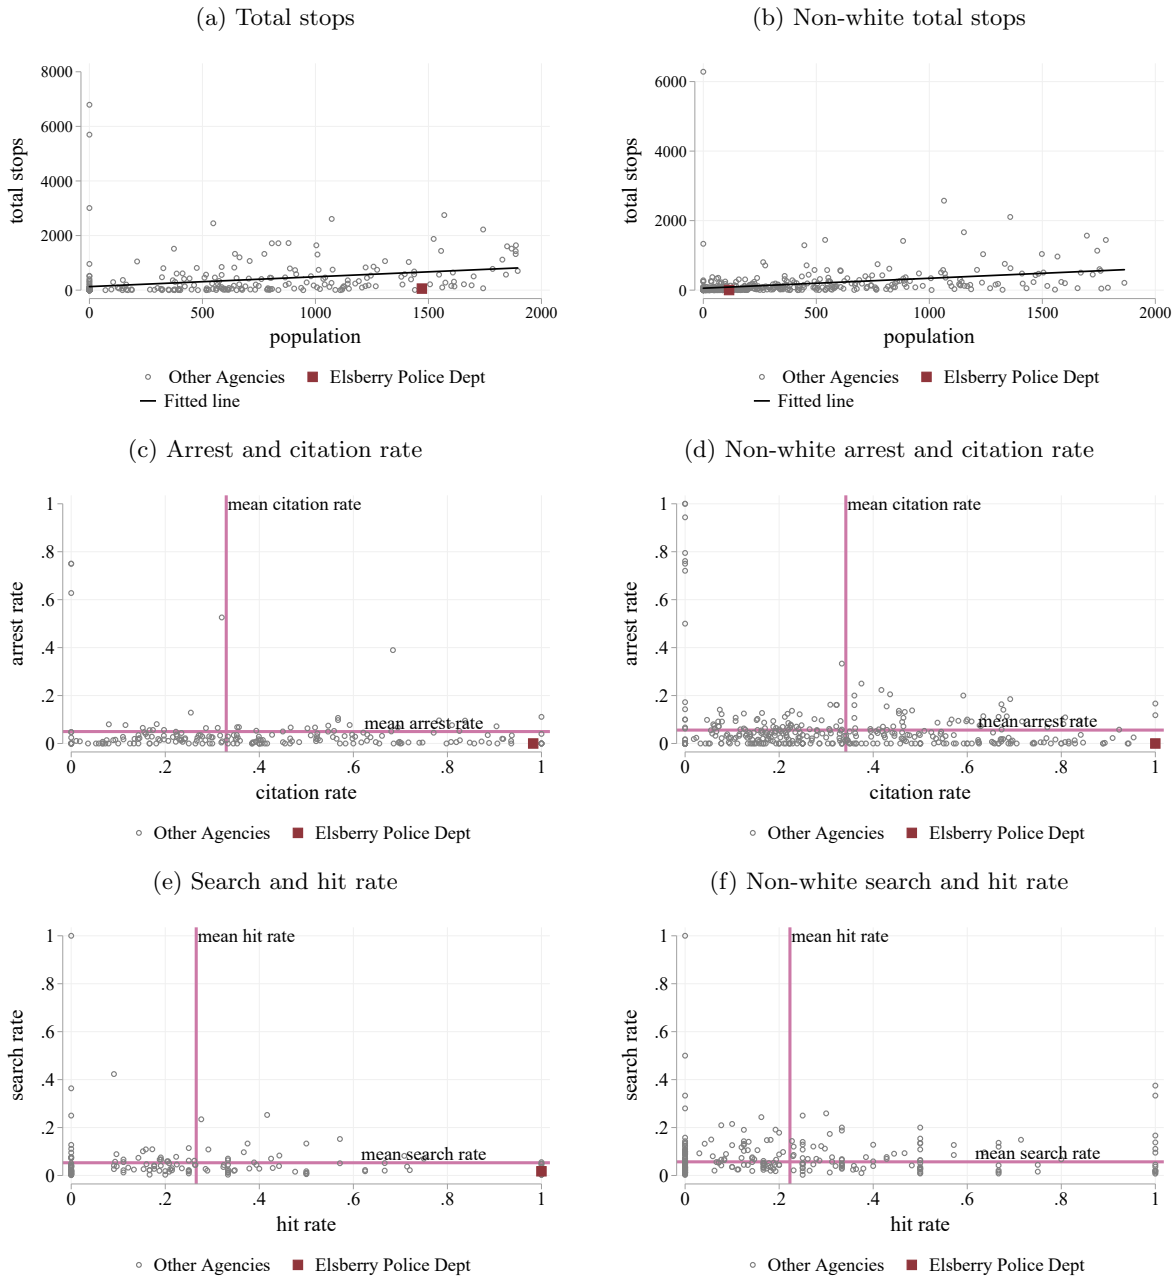 (a) Total stops
(b) Non-white total stops
8000
6000
4000
2000
0
total stops
0 500 1000 1500 2000
population
Other Agencies Elsberry Police Dept
Fitted line
6000
4000
2000
0
total stops
0 500 1000 1500 2000
population
Other Agencies Elsberry Police Dept
Fitted line
(c) Arrest and citation rate
(d) Non-white arrest and citation rate
1
.8
.6
.4
.2
0
arrest rate
mean citation rate
mean arrest rate
0 .2 .4 .6 .8 1
citation rate
Other Agencies Elsberry Police Dept
1
.8
.6
.4
.2
0
arrest rate
mean citation rate
mean arrest rate
0 .2 .4 .6 .8 1
citation rate
Other Agencies Elsberry Police Dept
(e) Search and hit rate
(f) Non-white search and hit rate
1
.8
.6
.4
.2
0
search rate
mean hit rate
mean search rate
0 .2 .4 .6 .8 1
hit rate
Other Agencies Elsberry Police Dept
1
.8
.6
.4
.2
0
search rate
mean hit rate
mean search rate
0 .2 .4 .6 .8 1
hit rate
Other Agencies Elsberry Police Dept